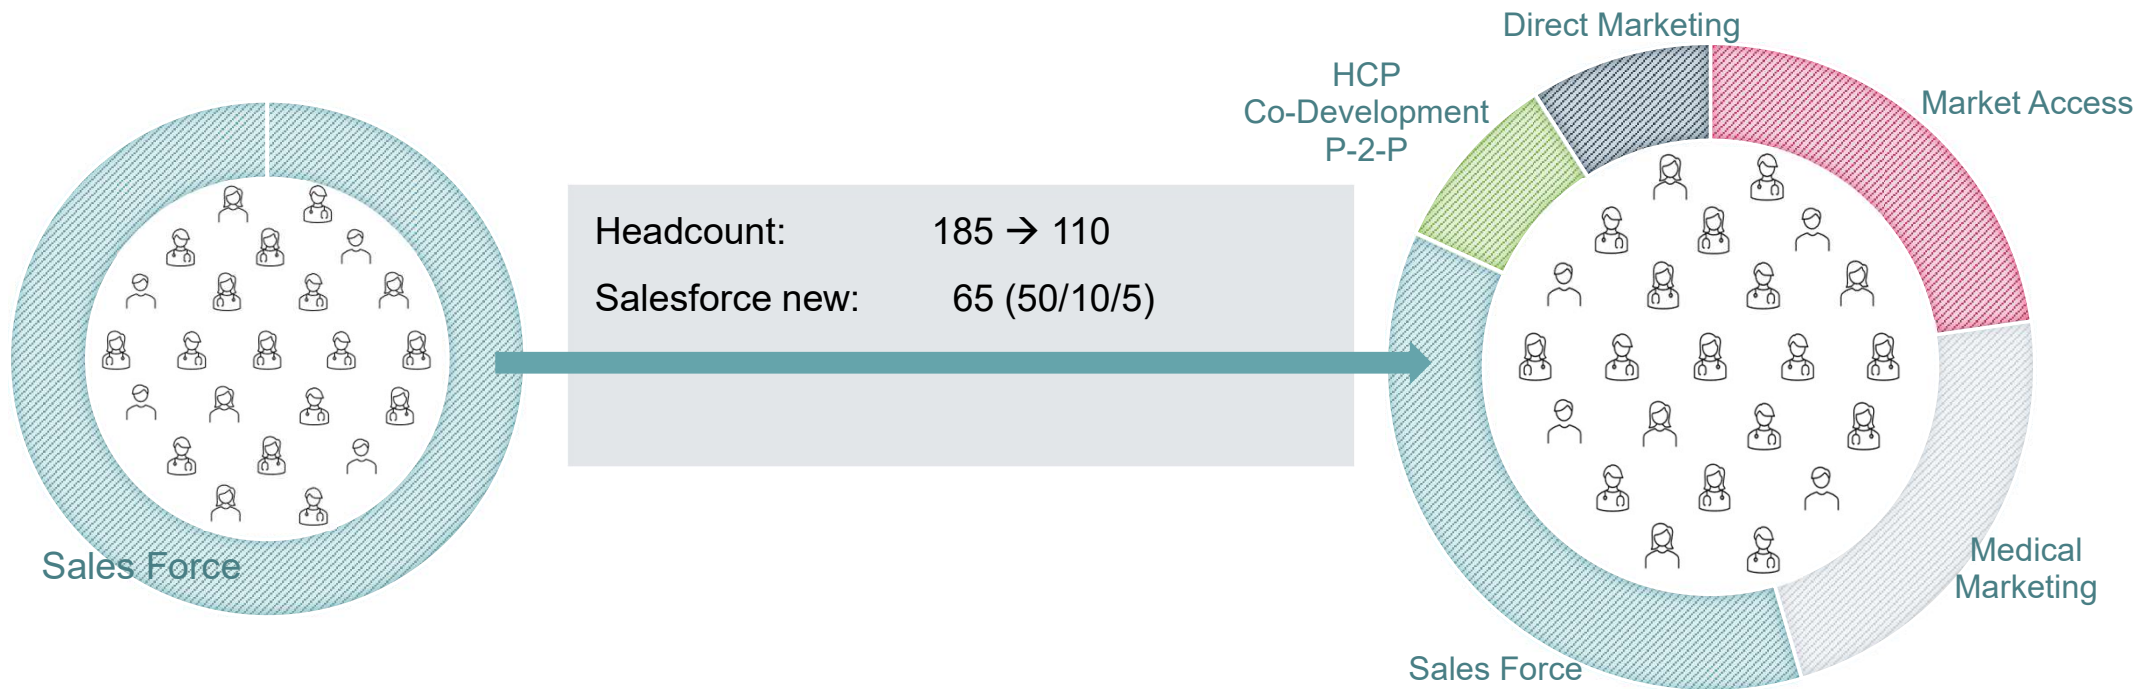 Sales Force
Headcount: 185 → 110
Salesforce new: 65 (50/10/5)
Direct Marketing
HCP
Co-Development
P-2-P
Market Access
Medical
Marketing
Sales Force